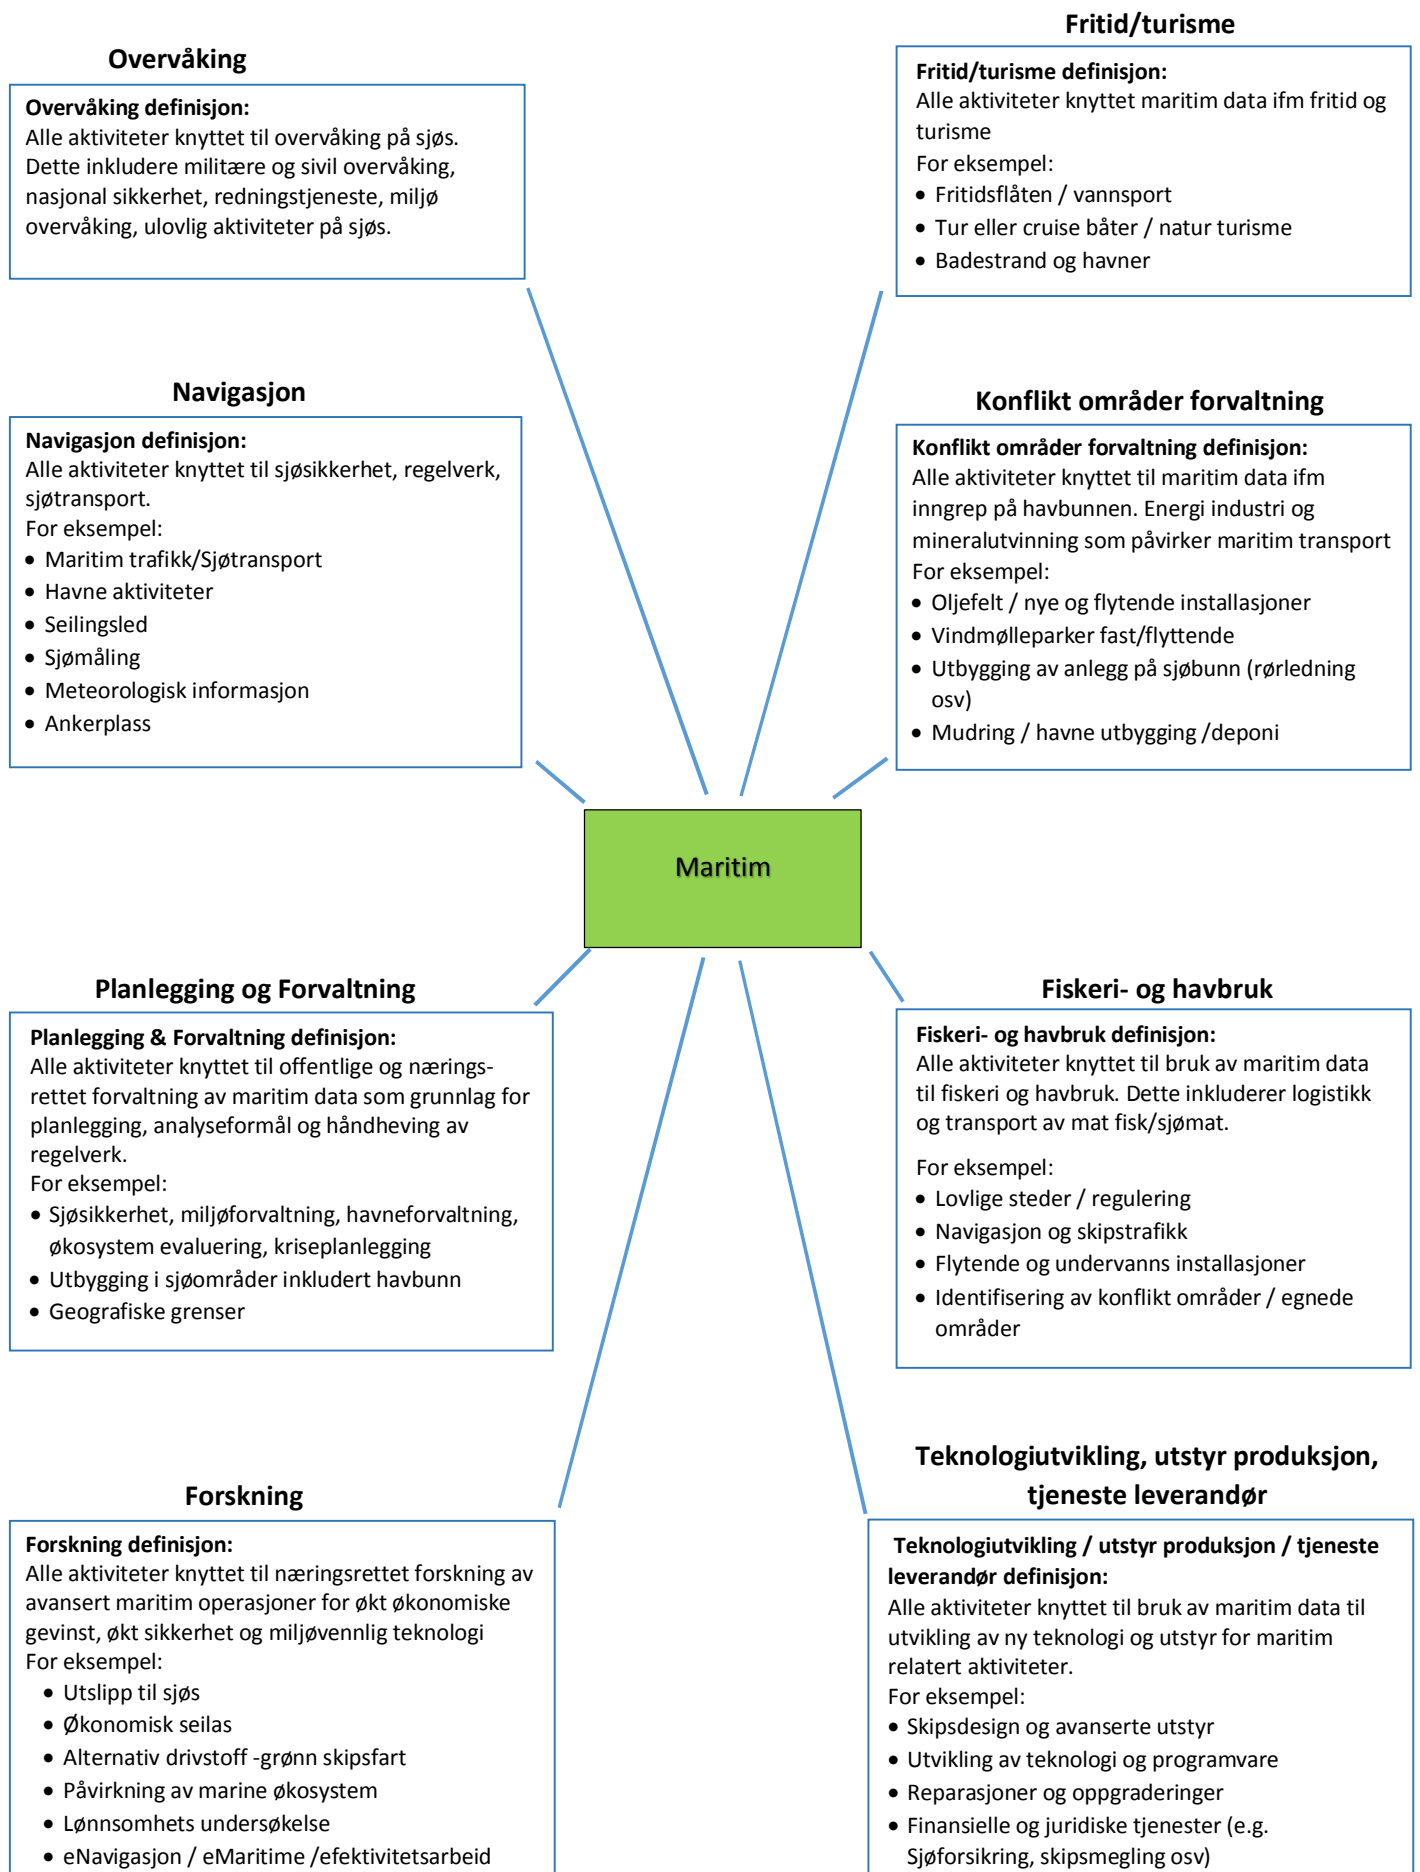 Overvåking
Overvåking definisjon:
Alle aktiviteter knyttet til overvåking på sjøs.
Dette inkludere militære og sivil overvåking,
nasjonal sikkerhet, redningstjeneste, miljø
overvåking, ulovlig aktiviteter på sjøs.
Fritid/turisme
Fritid/turisme definisjon:
Alle aktiviteter knyttet maritim data ifm fritid og
turisme
For eksempel:
• Fritidsflåten / vannsport
• Tur eller cruise båter / natur turisme
• Badestrand og havner
Navigasjon
Navigasjon definisjon:
Alle aktiviteter knyttet til sjøsikkerhet, regelverk,
sjøtransport.
For eksempel:
• Maritim trafikk/Sjøtransport
• Havne aktiviteter
• Seilingsled
• Sjømåling
• Meteorologisk informasjon
• Ankerplass
Konflikt områder forvaltning
Konflikt områder forvaltning definisjon:
Alle aktiviteter knyttet til maritim data ifm
inngrep på havbunnen. Energi industri og
mineralutvinning som påvirker maritim transport
For eksempel:
• Oljefelt / nye og flytende installasjoner
• Vindmølleparker fast/flyttende
• Utbygging av anlegg på sjøbunn (rørledning
osv)
• Mudring / havne utbygging /deponi
Maritim
Planlegging og Forvaltning
Planlegging & Forvaltning definisjon:
Alle aktiviteter knyttet til offentlige og nærings-
rettet forvaltning av maritim data som grunnlag for
planlegging, analyseformål og håndheving av
regelverk.
For eksempel:
• Sjøsikkerhet, miljøforvaltning, havneforvaltning,
økosystem evaluering, kriseplanlegging
• Utbygging i sjøområder inkludert havbunn
• Geografiske grenser
Fiskeri- og havbruk
Fiskeri- og havbruk definisjon:
Alle aktiviteter knyttet til bruk av maritim data
til fiskeri og havbruk. Dette inkluderer logistikk
og transport av mat fisk/sjømat.
For eksempel:
• Lovlige steder / regulering
• Navigasjon og skipstrafikk
• Flytende og undervanns installasjoner
• Identifisering av konflikt områder / egnede
områder
Forskning
Forskning definisjon:
Alle aktiviteter knyttet til næringsrettet forskning av
avansert maritim operasjoner for økt økonomiske
gevinst, økt sikkerhet og miljøvennlig teknologi
For eksempel:
• Utslipp til sjøs
• Økonomisk seilas
• Alternativ drivstoff -grønn skipsfart
• Påvirkning av marine økosystem
• Lønnsomhets undersøkelse
• eNavigasjon / eMaritime /efektivitetsarbeid
Teknologiutvikling, utstyr produksjon,
tjeneste leverandør
Teknologiutvikling / utstyr produksjon / tjeneste
leverandør definisjon:
Alle aktiviteter knyttet til bruk av maritim data til
utvikling av ny teknologi og utstyr for maritim
relatert aktiviteter.
For eksempel:
• Skipsdesign og avanserte utstyr
• Utvikling av teknologi og programvare
• Reparasjoner og oppgraderinger
• Finansielle og juridiske tjenester (e.g.
Sjøforsikring, skipsmegling osv)